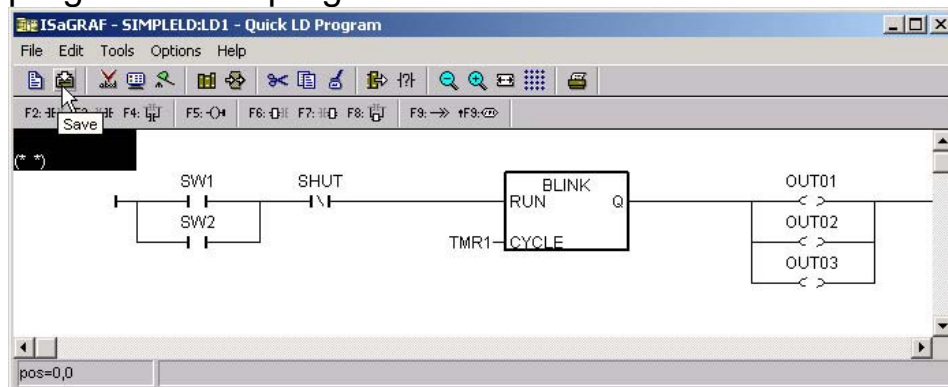 ISaGRAF - SIMPLELD:LD1 - Quick LD Program
File Edit Tools Options Help
F2: F4: F5: F6: F7: F8: F9: ↑F9:
Save
(* *)
SW1 SHUT BLINK OUT01
RUN Q
SW2 OUT02
TMR1 CYCLE
OUT03
pos=0,0